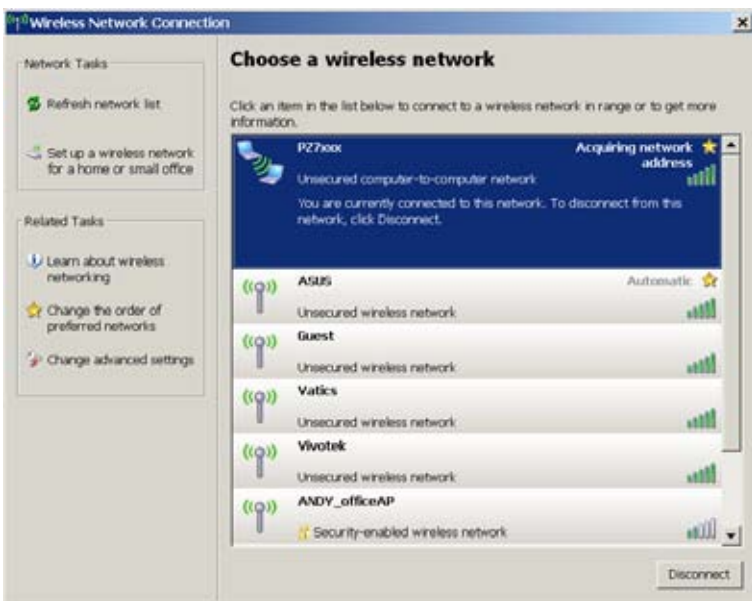 Wireless Network Connection
Network Tasks
Refresh network list
Set up a wireless network
for a home or small office
Related Tasks
Learn about wireless
networking
Change the order of
preferred networks
Change advanced settings
Choose a wireless network
Click an item in the list below to connect to a wireless network in range or to get more
information.
PZ7xxx
Acquiring network
address
Unsecured computer-to-computer network
You are currently connected to this network. To disconnect from this
network, click Disconnect.
ASUS
Automatic
Unsecured wireless network
Guest
Unsecured wireless network
Vatics
Unsecured wireless network
Vivotek
Unsecured wireless network
ANDY_officeAP
Security-enabled wireless network
Disconnect